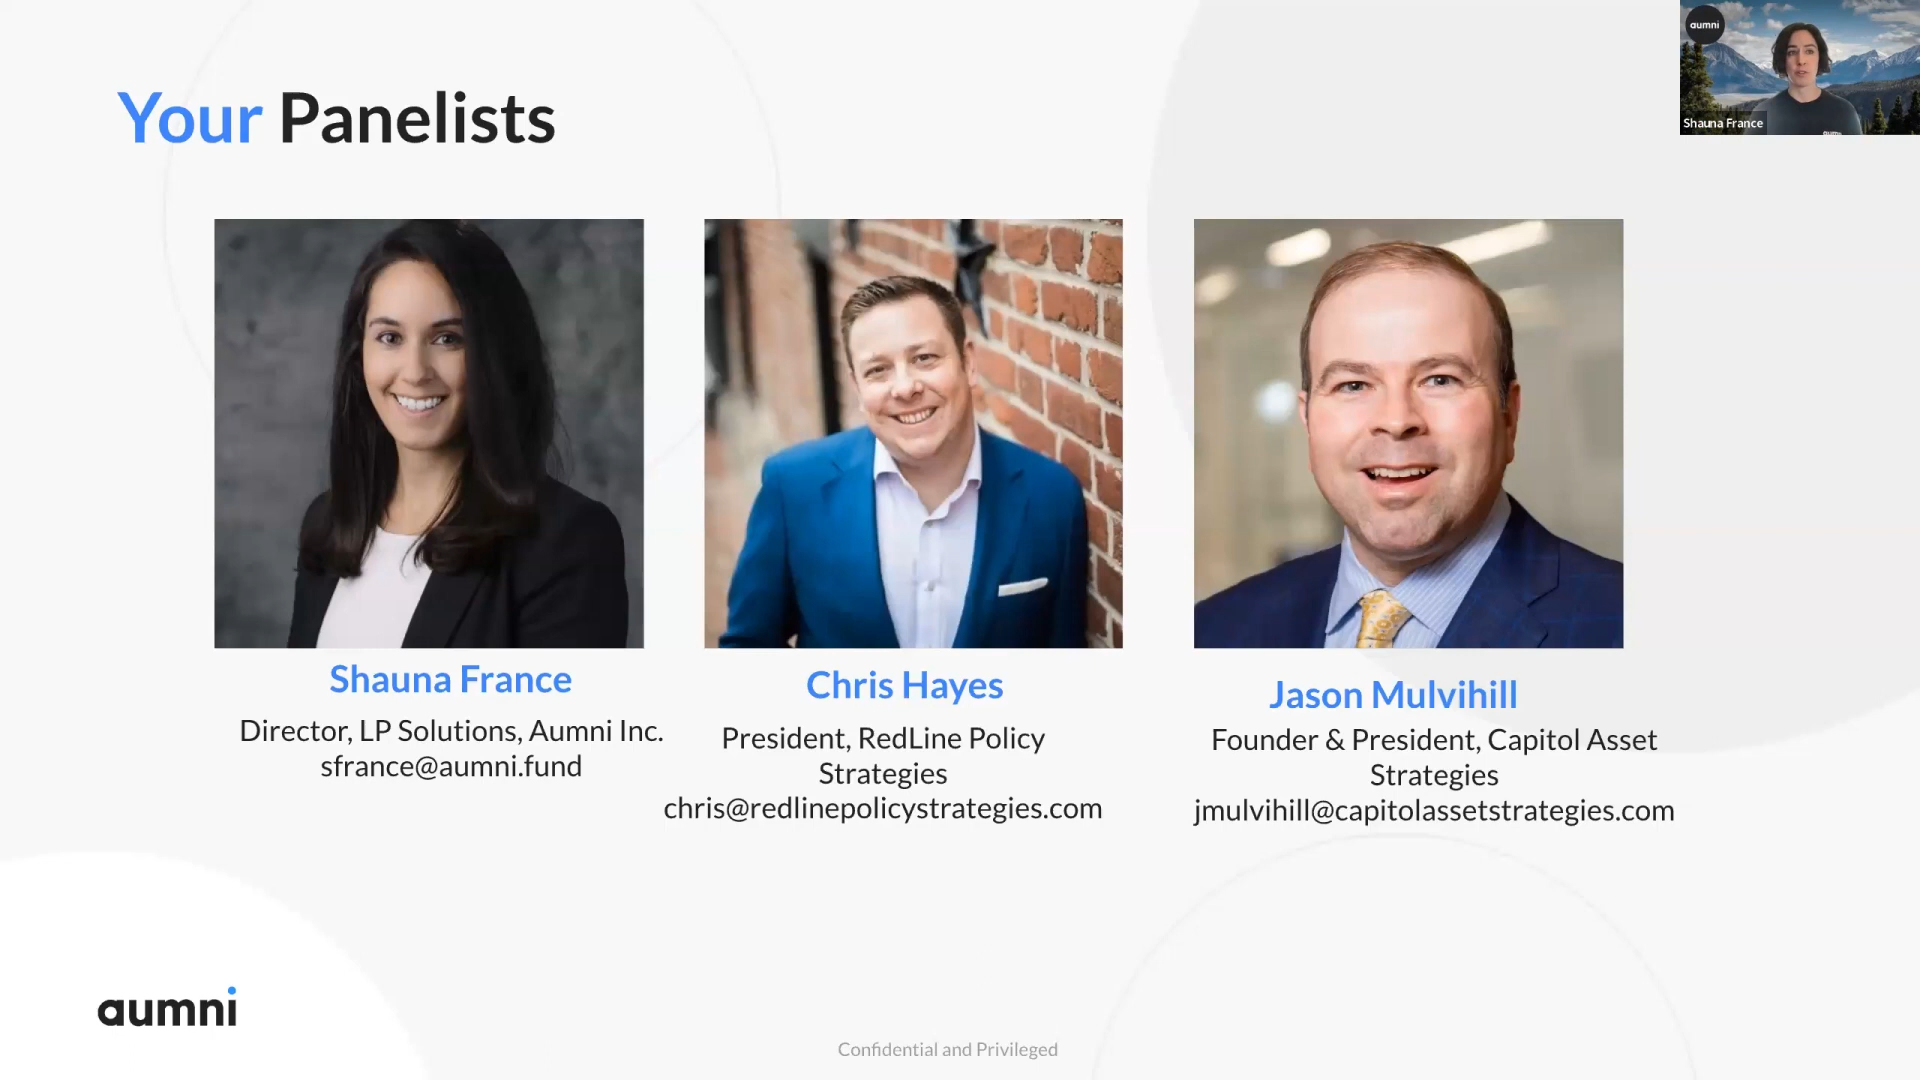 aumni
Shauna France
Your Panelists
Shauna France
Director, LP Solutions, Aumni Inc.
sfrance@aumni.fund
Chris Hayes
President, RedLine Policy
Strategies
chris@redlinepolicystrategies.com
Jason Mulvihill
Founder & President, Capitol Asset
Strategies
jmulvihill@capitolassetstrategies.com
aumni
Confidential and Privileged